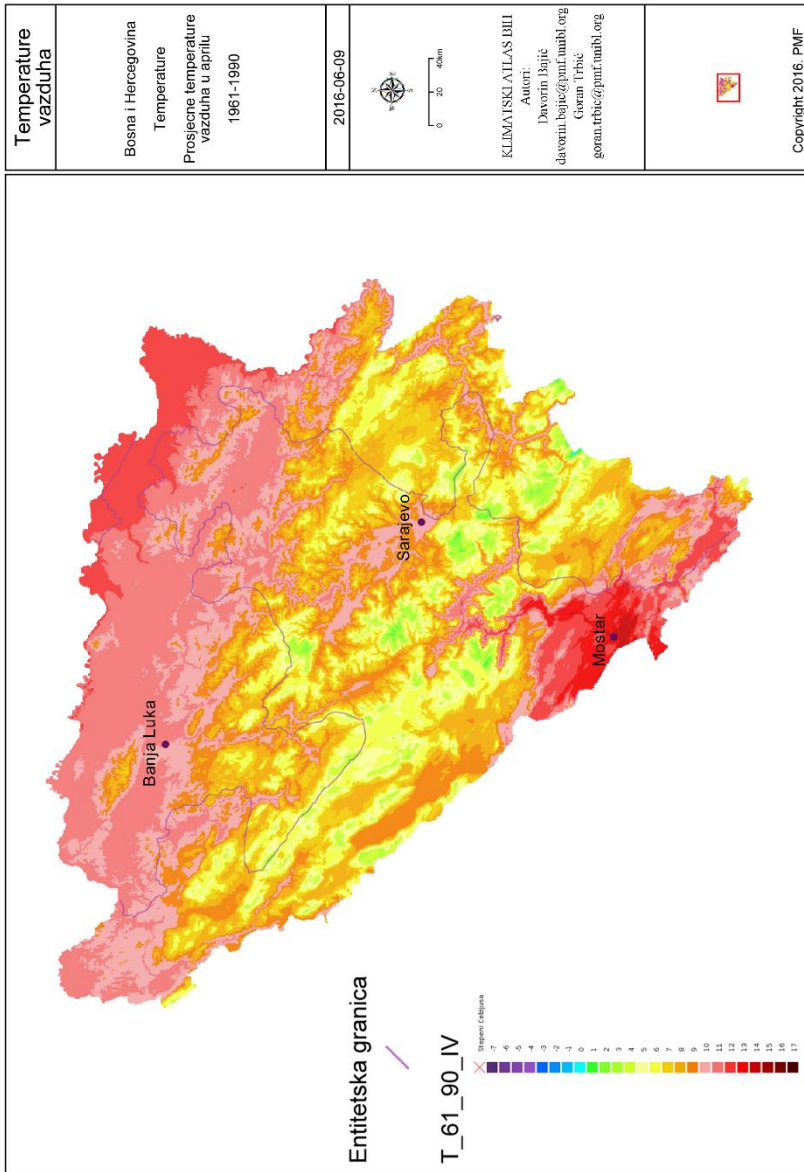 Temperature
vazduha
Bosna i Hercegovina
Temperature
Prosjecne temperature
vazduha u aprilu
1961-1990
2016-06-09
N
W E
S
0 20 40km
KLIMATSKI ATLAS BIH
Autori:
Davorin Bajić
davorin.bajic@pmf.unibl.org
Goran Trbić
goran.trbic@pmf.unibl.org
Copyright 2016. PMF
Banja Luka
Sarajevo
Mostar
Entitetska granica
T_61_90_IV
Stepeni Celzijusa
-7
-6
-5
-4
-3
-2
-1
0
1
2
3
4
5
6
7
8
9
10
11
12
13
14
15
16
17